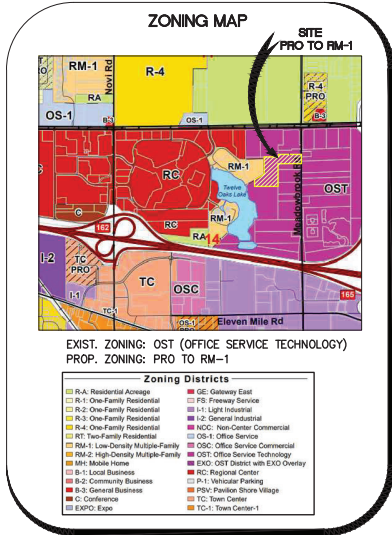 ZONING MAP
SITE
PRO TO RM-1
RM-1
Novi Rd
R-4
R-4
PRO
RA
OS-1
B-3
OS-1
B-3
RC
RM-1
Twelve
Oaks Lake
Meadowbrook R
OST
RM-1
C
C
RC
RA
14
162
I-2
TC
PRO
TC
OSC
I-1
165
TC-1
OS-1
PRO
Eleven Mile Rd
EXIST. ZONING: OST (OFFICE SERVICE TECHNOLOGY)
PROP. ZONING: PRO TO RM-1
Zoning Districts
R-A: Residential Acreage
R-1: One-Family Residential
R-2: One-Family Residential
R-3: One-Family Residential
R-4: One-Family Residential
RT: Two-Family Residential
RM-1: Low-Density Multiple-Family
RM-2: High-Density Multiple-Family
MH: Mobile Home
B-1: Local Business
B-2: Community Business
B-3: General Business
C: Conference
EXPO: Expo
GE: Gateway East
FS: Freeway Service
I-1: Light Industrial
I-2: General Industrial
NCC: Non-Center Commercial
OS-1: Office Service
OSC: Office Service Commercial
OST: Office Service Technology
EXO: OST District with EXO Overlay
RC: Regional Center
P-1: Vehicular Parking
PSV: Pavilion Shore Village
TC: Town Center
TC-1: Town Center-1